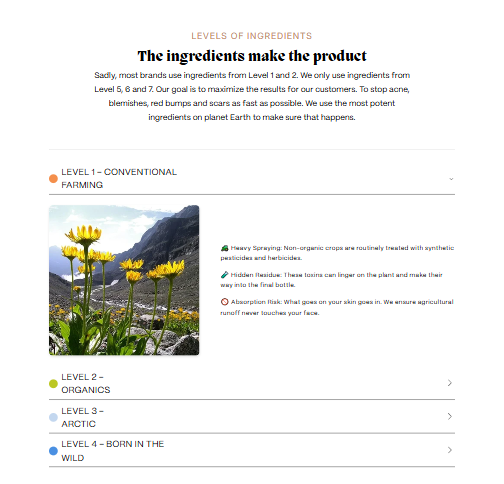 LEVELS OF INGREDIENTS
The ingredients make the product
Sadly, most brands use ingredients from Level 1 and 2. We only use ingredients from
Level 5, 6 and 7. Our goal is to maximize the results for our customers. To stop acne,
blemishes, red bumps and scars as fast as possible. We use the most potent
ingredients on planet Earth to make sure that happens.
LEVEL 1 – CONVENTIONAL
FARMING
Heavy Spraying: Non-organic crops are routinely treated with synthetic
pesticides and herbicides.
Hidden Residue: These toxins can linger on the plant and make their
way into the final bottle.
Absorption Risk: What goes on your skin goes in. We ensure agricultural
runoff never touches your face.
LEVEL 2 –
ORGANICS
LEVEL 3 –
ARCTIC
LEVEL 4 – BORN IN THE
WILD